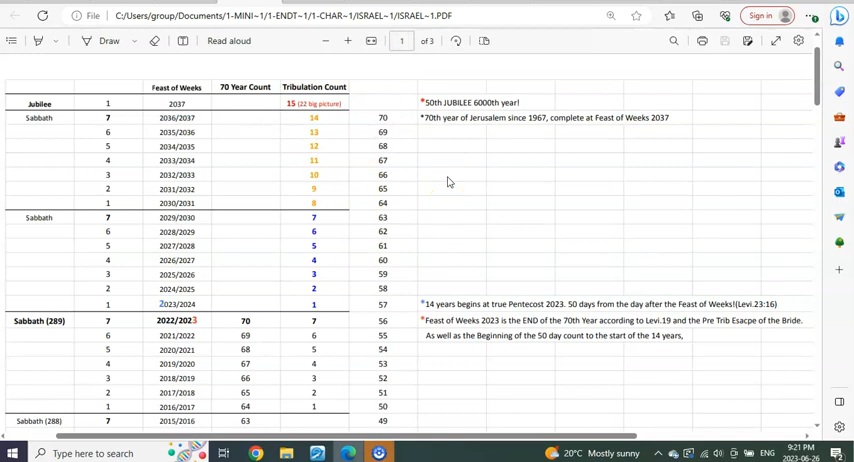 File C:/Users/group/Documents/1-MINI~1/1-ENDT~1/1-CHAR~1/ISRAEL~1/ISRAEL~1.PDF Sign in
Draw Read aloud 1 of 3
Feast of Weeks 70 Year Count Tribulation Count
Jubilee 1 2037 15 (22 big picture) *50th JUBILEE 6000th year!
Sabbath 7 2036/2037 14 70 *70th year of Jerusalem since 1967, complete at Feast of Weeks 2037
6 2035/2036 13 69
5 2034/2035 12 68
4 2033/2034 11 67
3 2032/2033 10 66
2 2031/2032 9 65
1 2030/2031 8 64
Sabbath 7 2029/2030 7 63
6 2028/2029 6 62
5 2027/2028 5 61
4 2026/2027 4 60
3 2025/2026 3 59
2 2024/2025 2 58
1 2023/2024 1 57 *14 years begins at true Pentecost 2023. 50 days from the day after the Feast of Weeks!(Levi.23:16)
Sabbath (289) 7 2022/2023 70 7 56 *Feast of Weeks 2023 is the END of the 70th Year according to Levi.19 and the Pre Trib Esacpe of the Bride.
6 2021/2022 69 6 55 As well as the Beginning of the 50 day count to the start of the 14 years,
5 2020/2021 68 5 54
4 2019/2020 67 4 53
3 2018/2019 66 3 52
2 2017/2018 65 2 51
1 2016/2017 64 1 50
Sabbath (288) 7 2015/2016 63 49
Type here to search 20°C Mostly sunny ENG 9:21 PM
2023-06-26